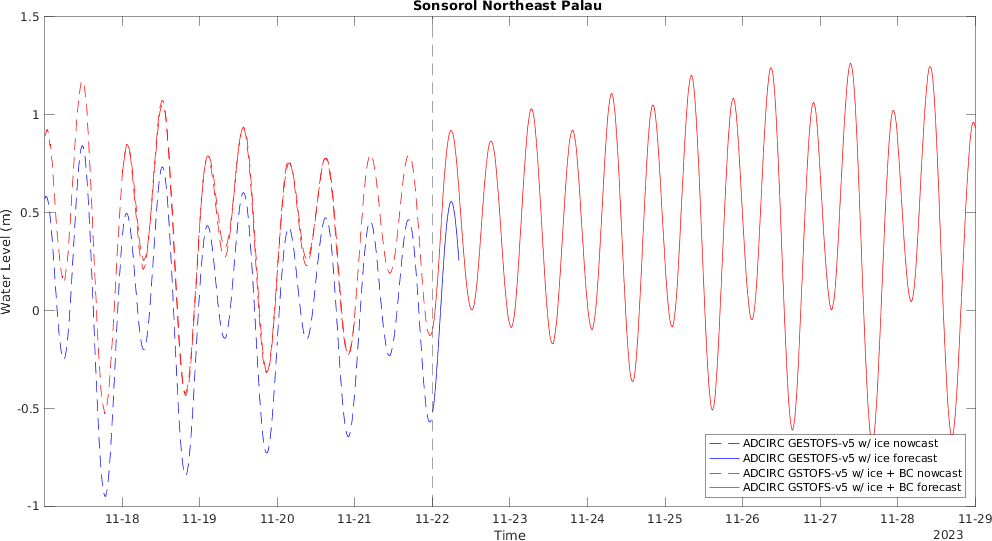 Sonsorol Northeast Palau
1.5
1
0.5
0
-0.5
-1
Water Level (m)
11-18
11-19
11-20
11-21
11-22
11-23
11-24
11-25
11-26
11-27
11-28
11-29
Time
2023
ADCIRC GESTOFS-v5 w/ ice nowcast
ADCIRC GESTOFS-v5 w/ ice forecast
ADCIRC GSTOFS-v5 w/ ice + BC nowcast
ADCIRC GSTOFS-v5 w/ ice + BC forecast